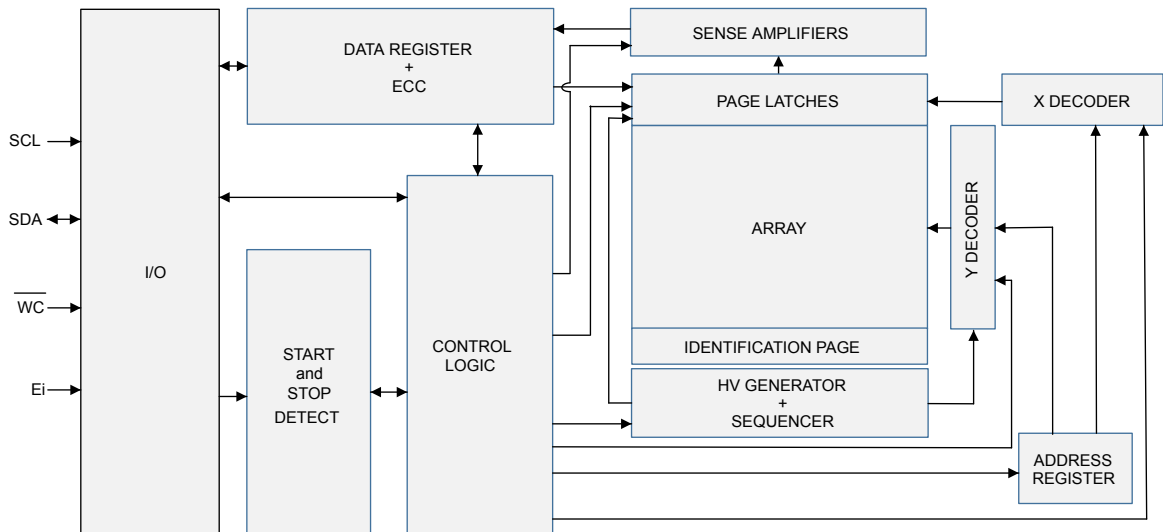 SCL
SDA
WC
Ei
I/O
DATA REGISTER
+
ECC
START
and
STOP
DETECT
CONTROL
LOGIC
SENSE AMPLIFIERS
PAGE LATCHES
ARRAY
IDENTIFICATION PAGE
HV GENERATOR
+
SEQUENCER
X DECODER
Y DECODER
ADDRESS
REGISTER